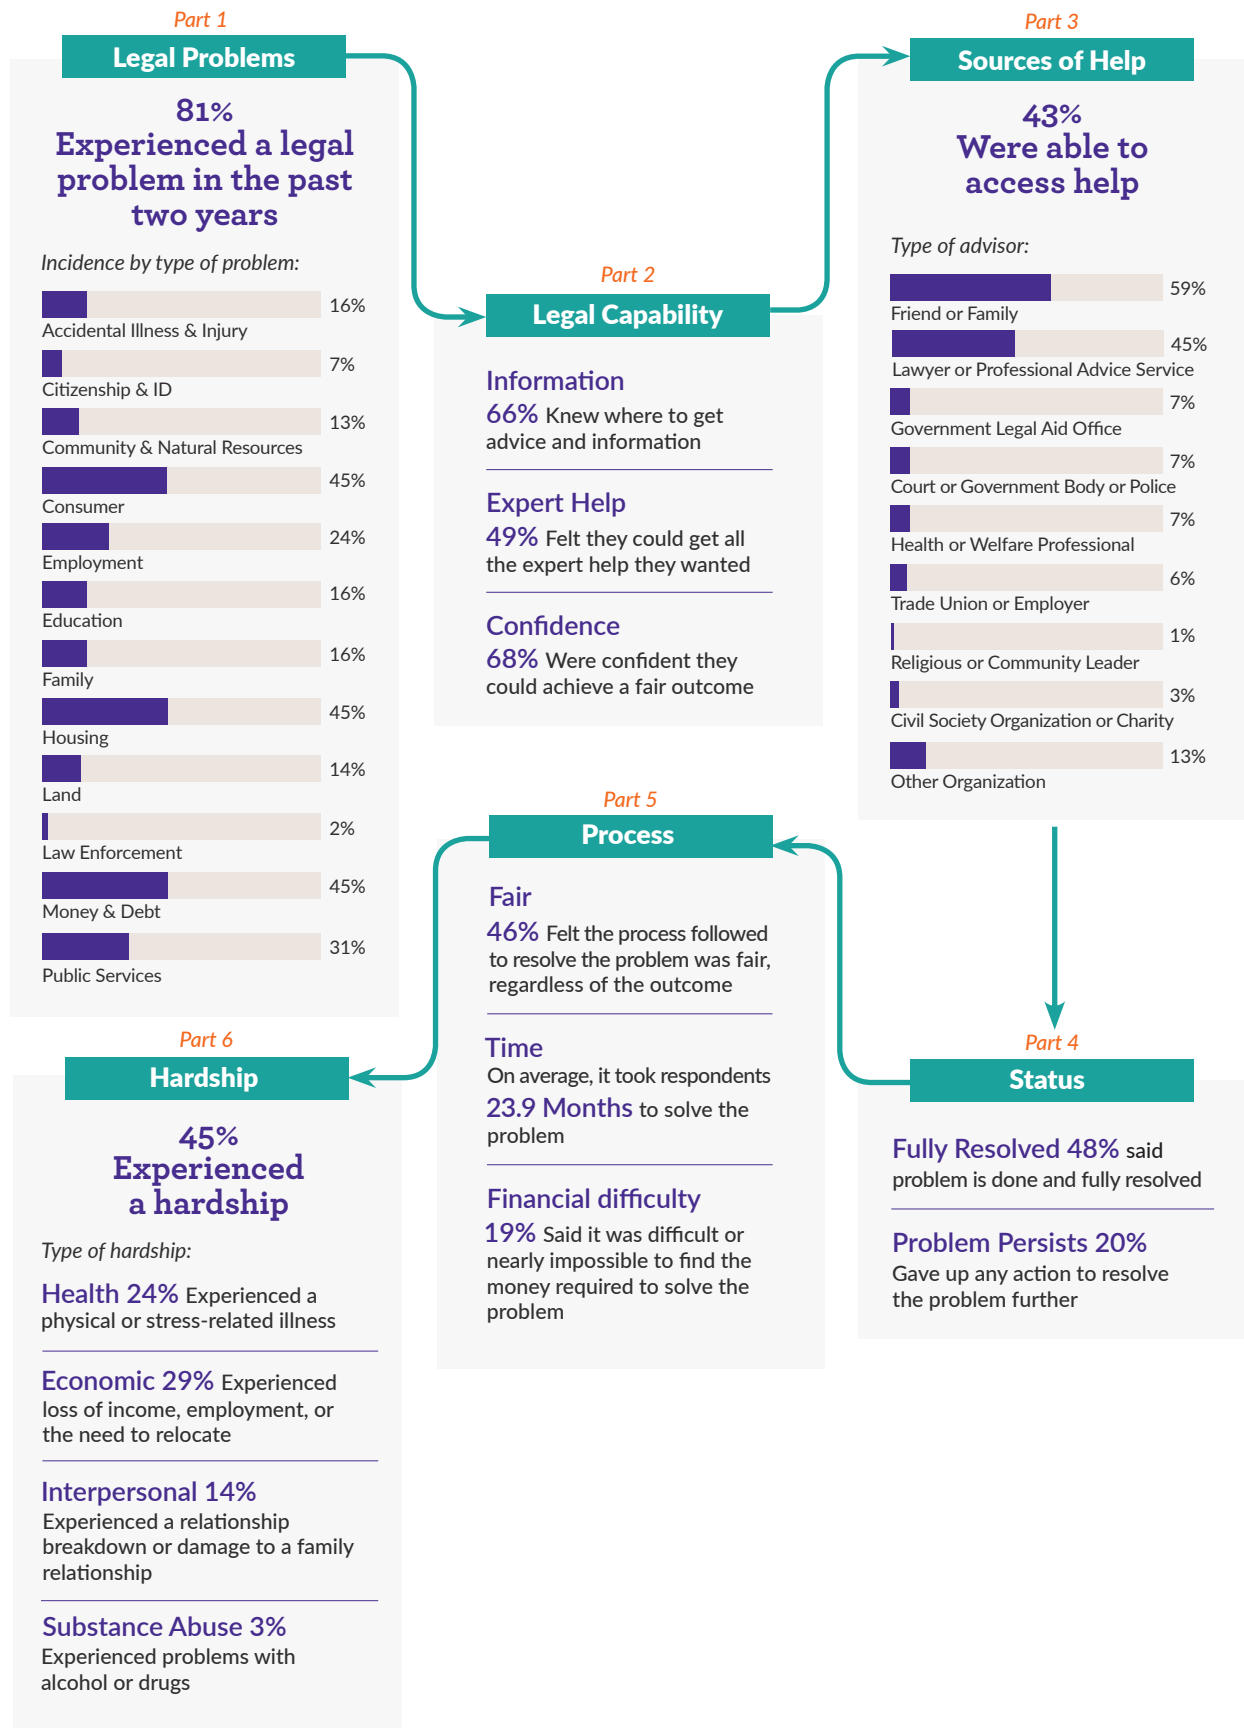 Part 1
Legal Problems
81%
Experienced a legal
problem in the past
two years
Incidence by type of problem:
16%
Accidental Illness & Injury
7%
Citizenship & ID
13%
Community & Natural Resources
45%
Consumer
24%
Employment
16%
Education
16%
Family
45%
Housing
14%
Land
2%
Law Enforcement
45%
Money & Debt
31%
Public Services
Part 2
Legal Capability
Information
66% Knew where to get
advice and information
Expert Help
49% Felt they could get all
the expert help they wanted
Confidence
68% Were confident they
could achieve a fair outcome
Part 3
Sources of Help
43%
Were able to
access help
Type of advisor:
59%
Friend or Family
45%
Lawyer or Professional Advice Service
7%
Government Legal Aid Office
7%
Court or Government Body or Police
7%
Health or Welfare Professional
6%
Trade Union or Employer
1%
Religious or Community Leader
3%
Civil Society Organization or Charity
13%
Other Organization
Part 4
Status
Fully Resolved 48% said
problem is done and fully resolved
Problem Persists 20%
Gave up any action to resolve
the problem further
Part 5
Process
Fair
46% Felt the process followed
to resolve the problem was fair,
regardless of the outcome
Time
On average, it took respondents
23.9 Months to solve the
problem
Financial difficulty
19% Said it was difficult or
nearly impossible to find the
money required to solve the
problem
Part 6
Hardship
45%
Experienced
a hardship
Type of hardship:
Health 24% Experienced a
physical or stress-related illness
Economic 29% Experienced
loss of income, employment, or
the need to relocate
Interpersonal 14%
Experienced a relationship
breakdown or damage to a family
relationship
Substance Abuse 3%
Experienced problems with
alcohol or drugs